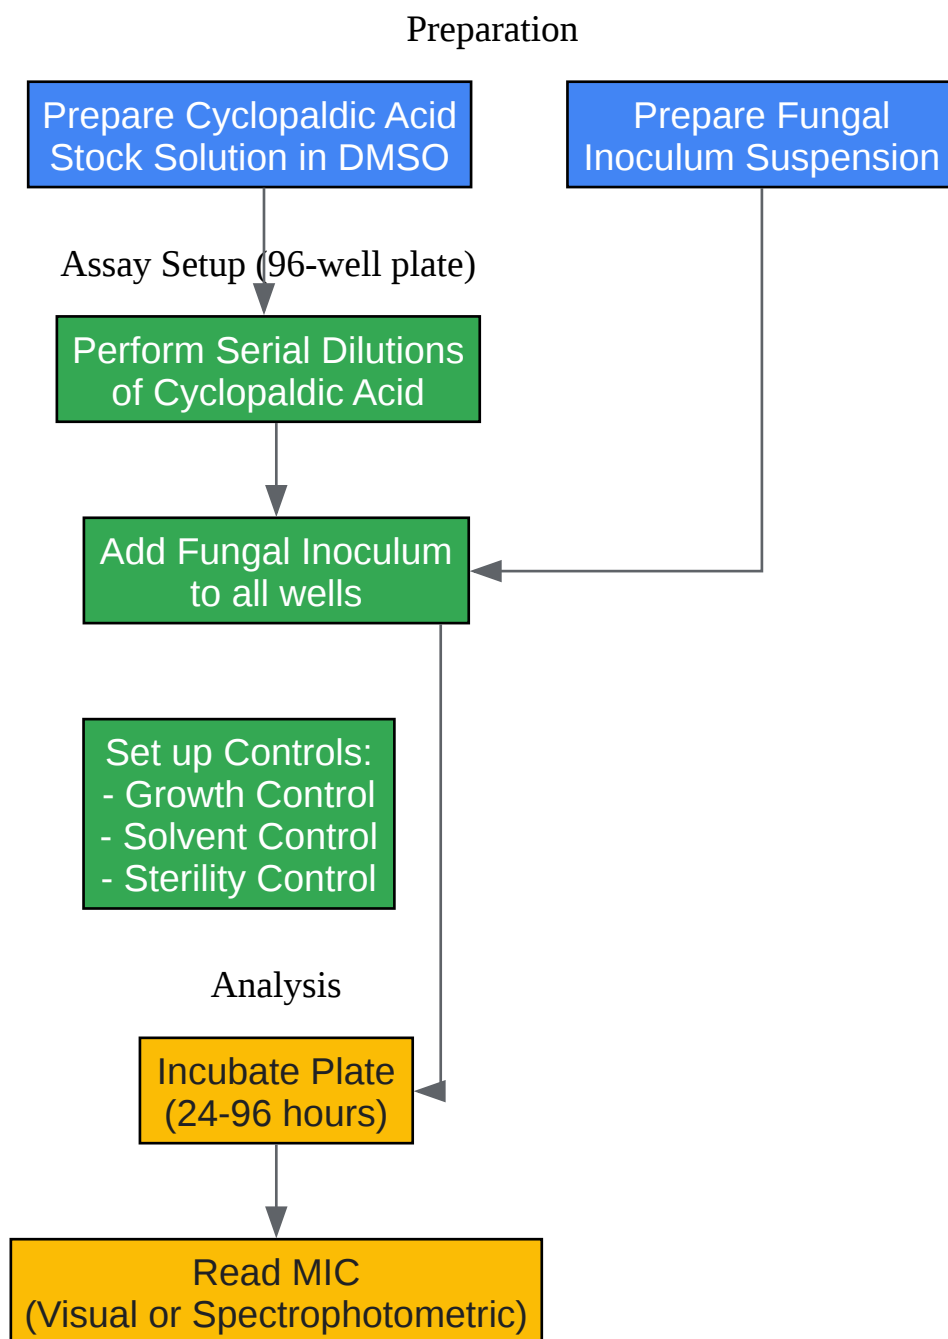 Preparation
Prepare Cyclopaldic Acid
Stock Solution in DMSO
Prepare Fungal
Inoculum Suspension
Assay Setup (96-well plate)
Perform Serial Dilutions
of Cyclopaldic Acid
Add Fungal Inoculum
to all wells
Set up Controls:
- Growth Control
- Solvent Control
- Sterility Control
Analysis
Incubate Plate
(24-96 hours)
Read MIC
(Visual or Spectrophotometric)